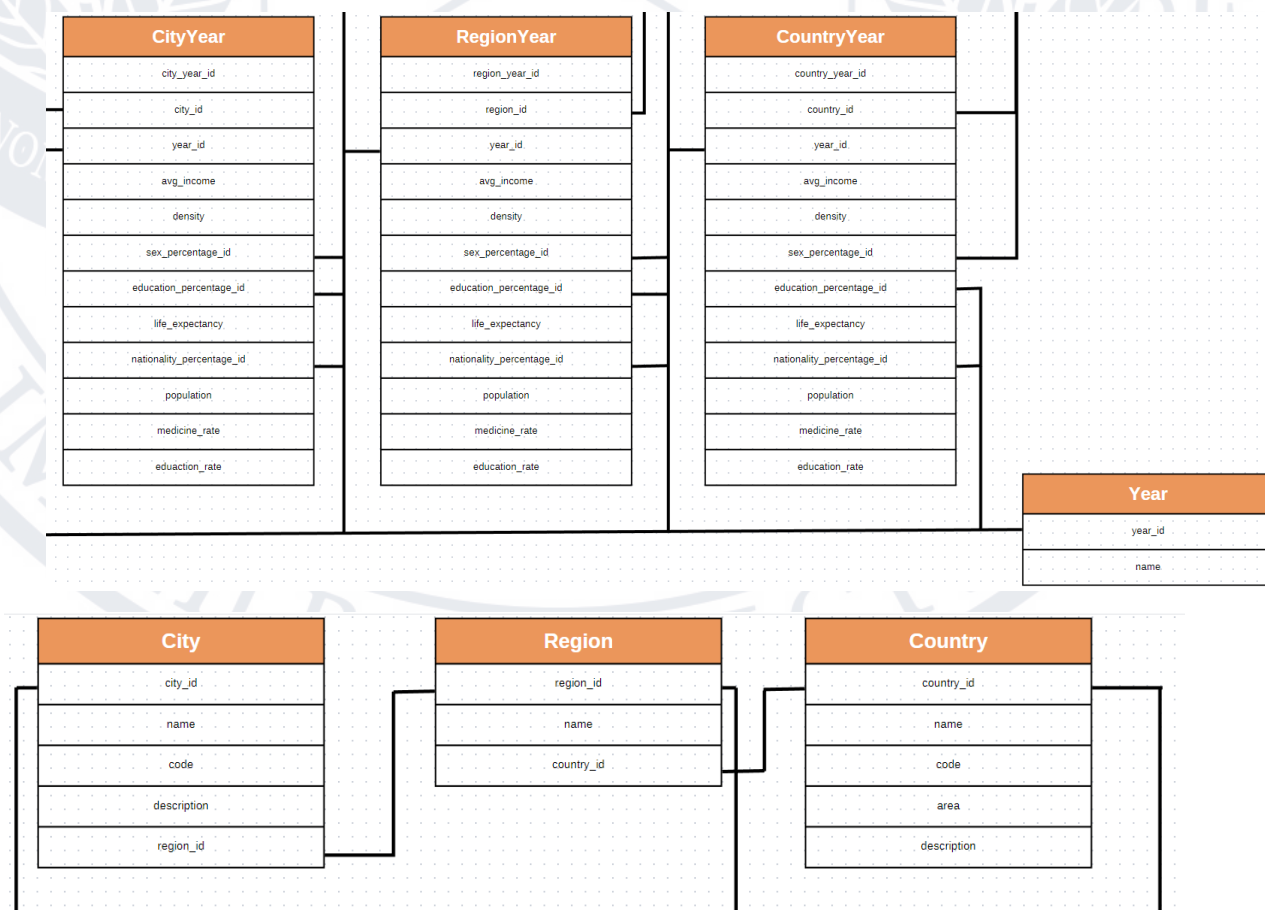 CityYear
city_year_id
city_id
year_id
avg_income
density
sex_percentage_id
education_percentage_id
life_expectancy
nationality_percentage_id
population
medicine_rate
eduaction_rate
RegionYear
region_year_id
region_id
year_id
avg_income
density
sex_percentage_id
education_percentage_id
life_expectancy
nationality_percentage_id
population
medicine_rate
education_rate
CountryYear
country_year_id
country_id
year_id
avg_income
density
sex_percentage_id
education_percentage_id
life_expectancy
nationality_percentage_id
population
medicine_rate
education_rate
Year
year_id
name
City
city_id
name
code
description
region_id
Region
region_id
name
country_id
Country
country_id
name
code
area
description